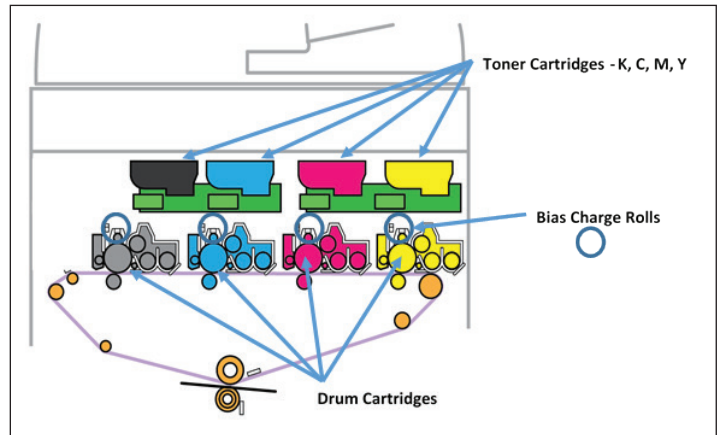 Toner Cartridges - K, C, M, Y
Bias Charge Rolls
Drum Cartridges